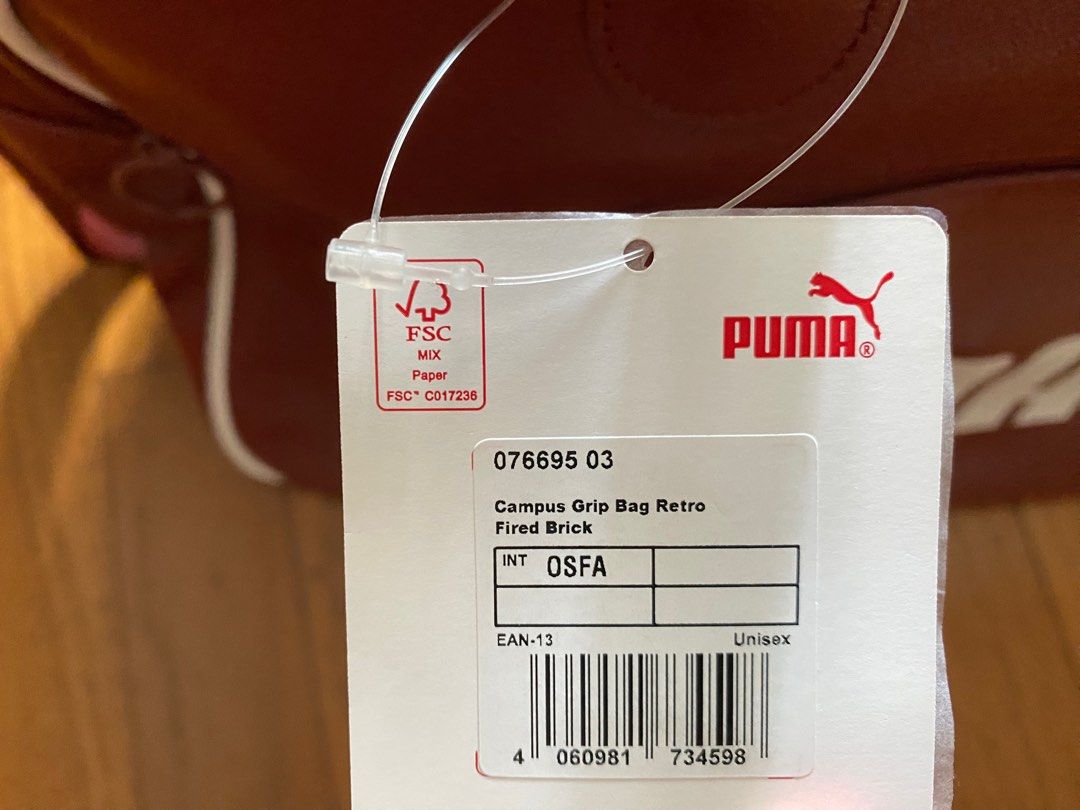 FSC
MIX
Paper
FSC™ C017236
PUMA®
076695 03
Campus Grip Bag Retro
Fired Brick
INT OSFA
EAN-13 Unisex
4 060981 734598